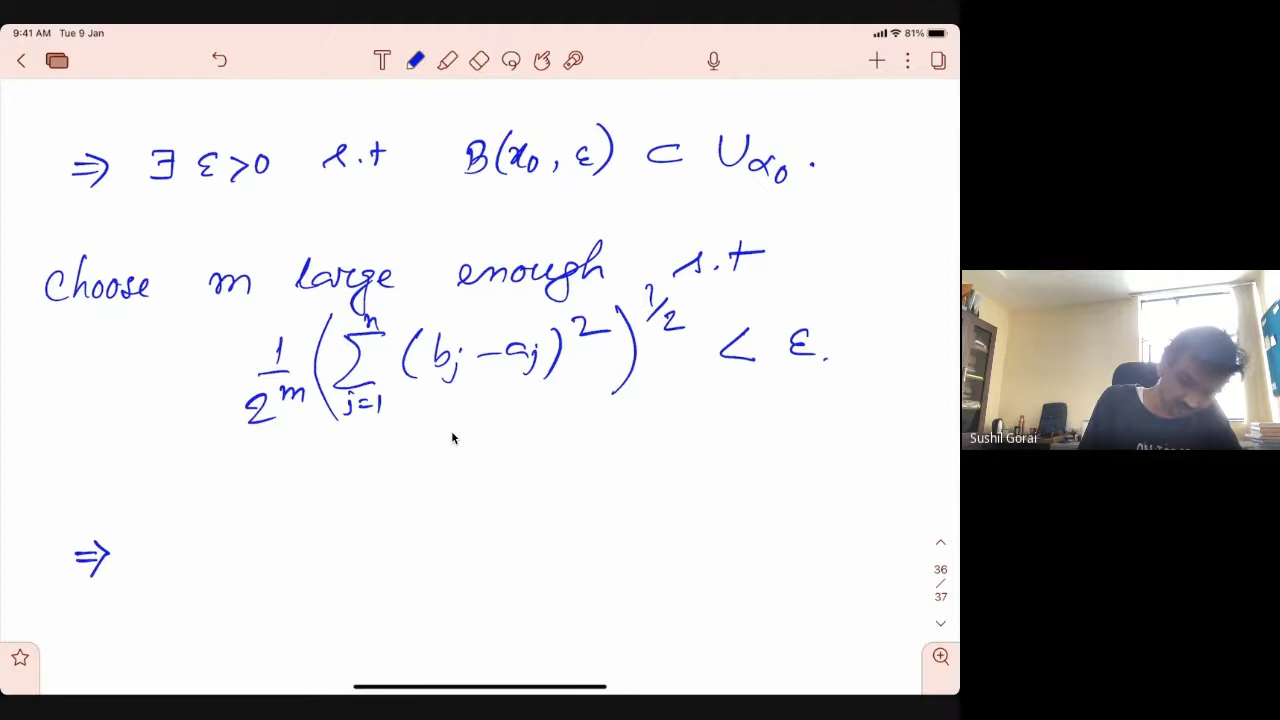 9:41 AM Tue 9 Jan
81%
⇒ ∃ ε>0 s.t B(x₀, ε) ⊂ U_{α₀}.
choose m large enough s.t
1/2^m (∑_{j=1}^{n} (b_j − a_j)^2)^{1/2} < ε.
⇒
36
/
37
Sushil Gorai